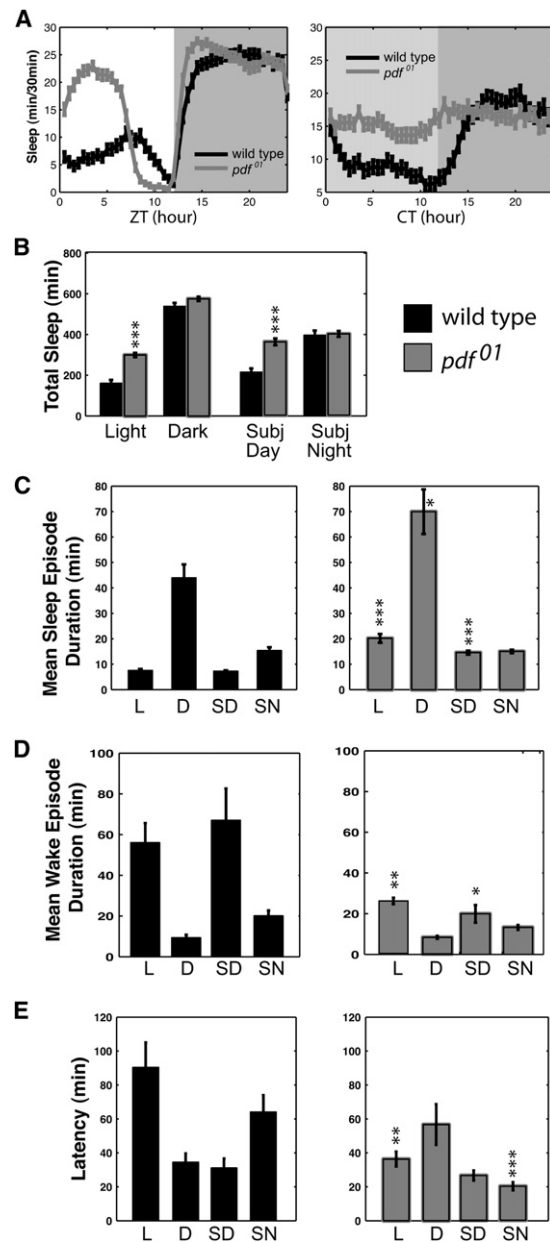 A
Sleep (min/30min)
30
25
20
15
10
5
0
0 5 10 15 20
ZT (hour)
wild type
pdf 01
30
25
20
15
10
5
0 5 10 15 20
CT (hour)
wild type
pdf 01
B
Total Sleep (min)
800
600
400
200
0
***
***
Light Dark Subj Day Subj Night
wild type
pdf 01
C
Mean Sleep Episode
Duration (min)
80
70
60
50
40
30
20
10
0
L D SD SN
80
70
60
50
40
30
20
10
0
***
*
***
L D SD SN
D
Mean Wake Episode
Duration (min)
100
80
60
40
20
0
L D SD SN
100
80
60
40
20
0
**
*
L D SD SN
E
Latency (min)
120
100
80
60
40
20
0
L D SD SN
120
100
80
60
40
20
0
**
***
L D SD SN